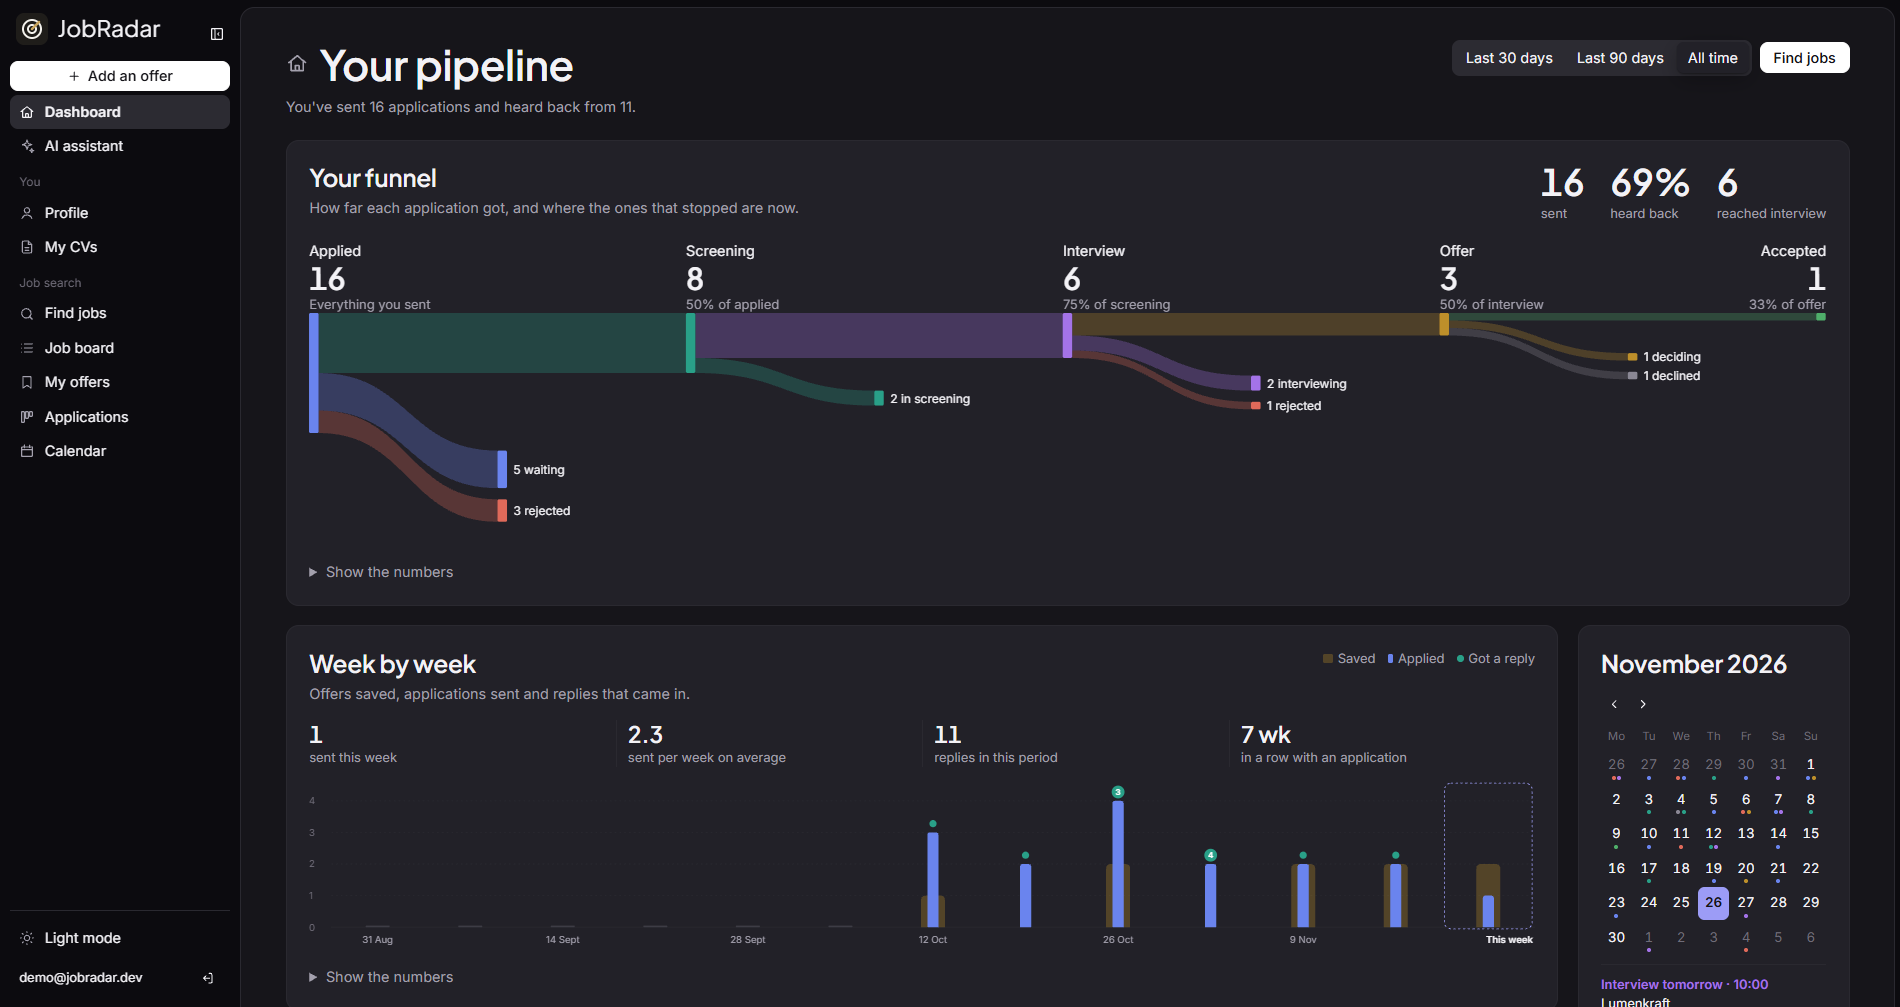 JobRadar
+ Add an offer
Dashboard
AI assistant
You
Profile
My CVs
Job search
Find jobs
Job board
My offers
Applications
Calendar
Light mode
demo@jobradar.dev
Your pipeline
You've sent 16 applications and heard back from 11.
Last 30 days Last 90 days All time Find jobs
Your funnel
How far each application got, and where the ones that stopped are now.
16 69% 6
sent heard back reached interview
Applied Screening Interview Offer Accepted
16 8 6 3 1
Everything you sent 50% of applied 75% of screening 50% of interview 33% of offer
1 deciding
1 declined
2 interviewing
2 in screening
1 rejected
5 waiting
3 rejected
Show the numbers
Week by week
Saved Applied Got a reply
Offers saved, applications sent and replies that came in.
1 2.3 11 7 wk
sent this week sent per week on average replies in this period in a row with an application
4
3
2
1
0
3
4
31 Aug 14 Sept 28 Sept 12 Oct 26 Oct 9 Nov This week
Show the numbers
November 2026
Mo Tu We Th Fr Sa Su
26 27 28 29 30 31 1
2 3 4 5 6 7 8
9 10 11 12 13 14 15
16 17 18 19 20 21 22
23 24 25 26 27 28 29
30 1 2 3 4 5 6
Interview tomorrow · 10:00
Lumenkraft